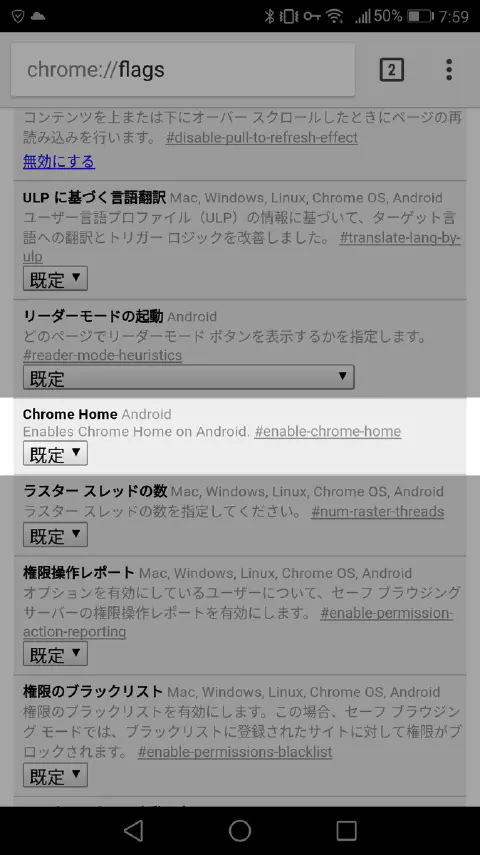 50% 7:59
chrome://flags
2
コンテンツを上または下にオーバー スクロールしたときにページの再
読み込みを行います。 #disable-pull-to-refresh-effect
無効にする
ULP に基づく言語翻訳 Mac, Windows, Linux, Chrome OS, Android
ユーザー言語プロファイル（ULP）の情報に基づいて、ターゲット言
語への翻訳とトリガー ロジックを改善しました。 #translate-lang-by-
ulp
既定
リーダーモードの起動 Android
どのページでリーダーモード ボタンを表示するかを指定します。
#reader-mode-heuristics
既定
Chrome Home Android
Enables Chrome Home on Android. #enable-chrome-home
既定
ラスター スレッドの数 Mac, Windows, Linux, Chrome OS, Android
ラスター スレッドの数を指定してください。 #num-raster-threads
既定
権限操作レポート Mac, Windows, Linux, Chrome OS, Android
オプションを有効にしているユーザーについて、セーフ ブラウジング
サーバーの権限操作レポートを有効にします。 #enable-permission-
action-reporting
既定
権限のブラックリスト Mac, Windows, Linux, Chrome OS, Android
権限のブラックリストを有効にします。この場合、セーフ ブラウジン
グ モードでは、ブラックリストに登録されたサイトに対して権限がブ
ロックされます。 #enable-permissions-blacklist
既定